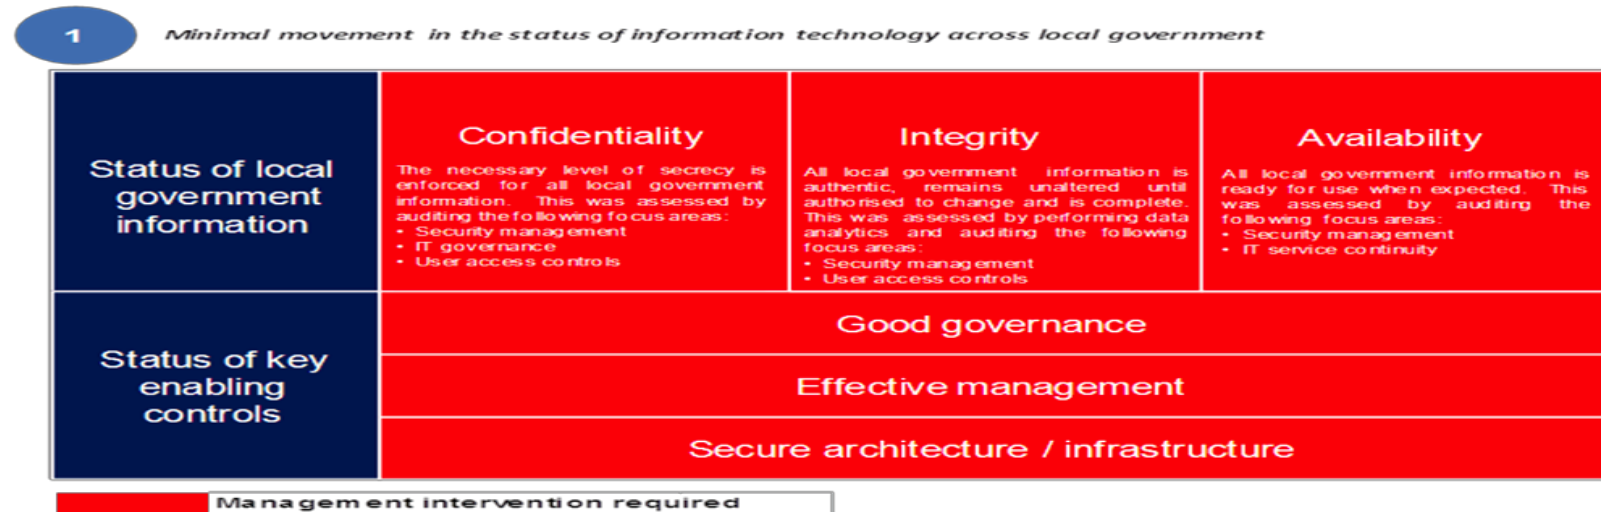 1
Minimal movement in the status of information technology across local government
Status of local
government
information
Confidentiality
The necessary level of secrecy is
enforced for all local government
information. This was assessed by
auditing the following focus areas:
• Security management
• IT governance
• User access controls
Integrity
All local government information is
authentic, remains unaltered until
authorised to change and is complete.
This was assessed by performing data
analytics and auditing the following
focus areas:
• Security management
• User access controls
Availability
All local government information is
ready for use when expected. This
was assessed by auditing the
following focus areas:
• Security management
• IT service continuity
Status of key
enabling
controls
Good governance
Effective management
Secure architecture / infrastructure
Management intervention required